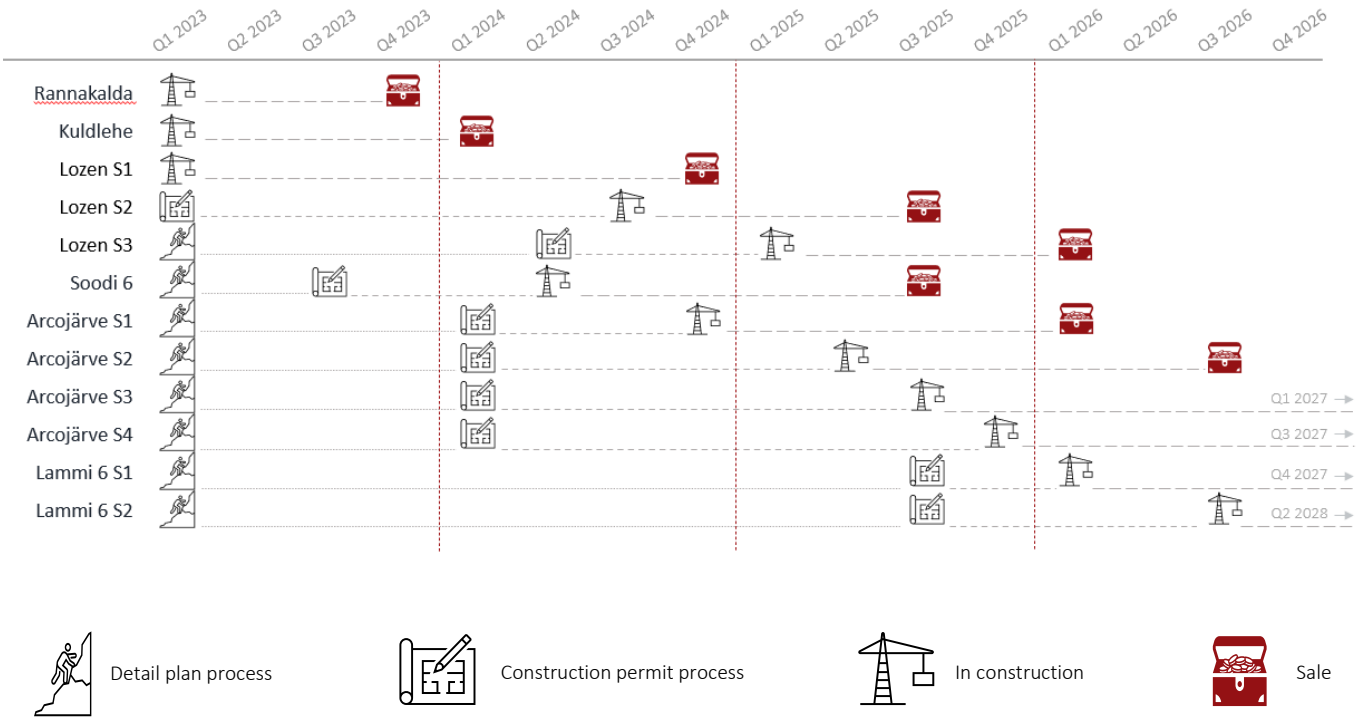 Q1 2023 Q2 2023 Q3 2023 Q4 2023 Q1 2024 Q2 2024 Q3 2024 Q4 2024 Q1 2025 Q2 2025 Q3 2025 Q4 2025 Q1 2026 Q2 2026 Q3 2026 Q4 2026
Rannakalda
Kuldlehe
Lozen S1
Lozen S2
Lozen S3
Soodi 6
Arcojärve S1
Arcojärve S2
Arcojärve S3 Q1 2027
Arcojärve S4 Q3 2027
Lammi 6 S1 Q4 2027
Lammi 6 S2 Q2 2028
Detail plan process Construction permit process In construction Sale